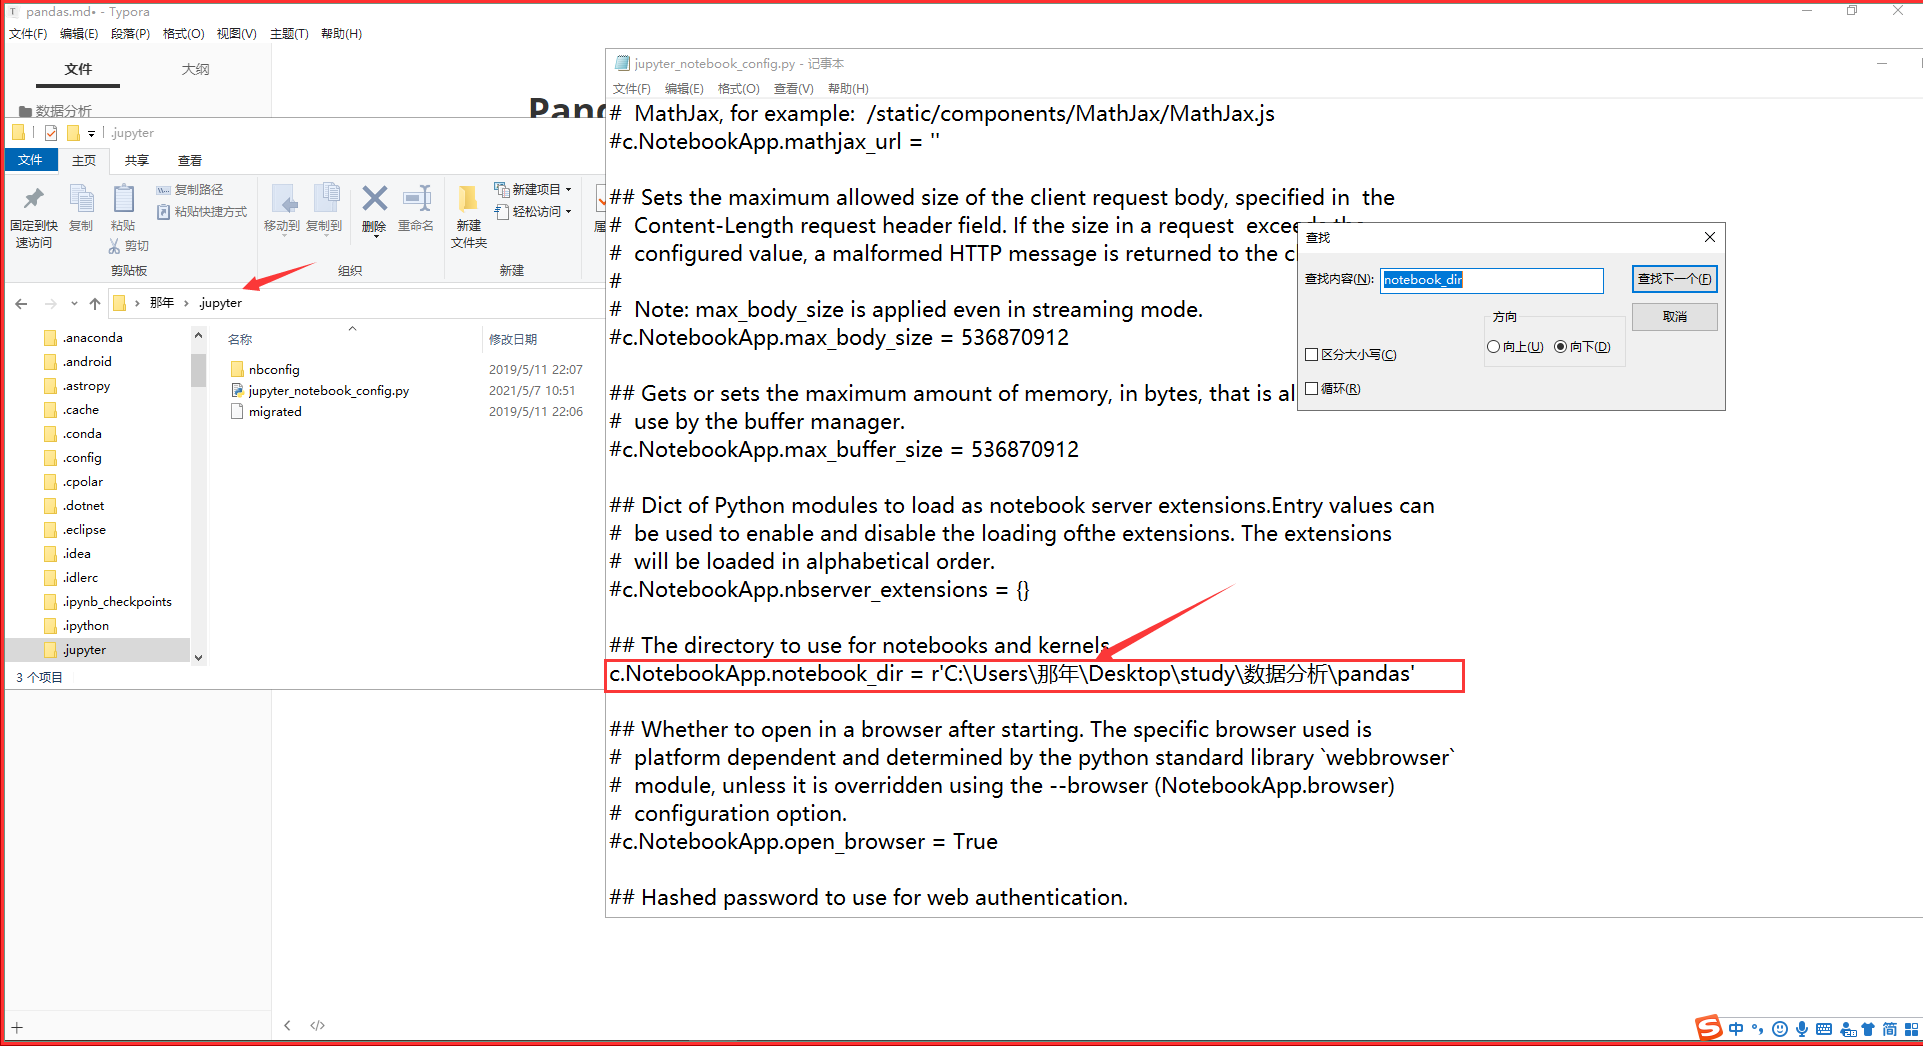 pandas.md• - Typora
文件(F) 编辑(E) 段落(P) 格式(O) 视图(V) 主题(T) 帮助(H)
文件 大纲
数据分析
.jupyter
文件 主页 共享 查看
固定到快速访问
复制
粘贴
复制路径
粘贴快捷方式
剪切
剪贴板
移动到
复制到
删除
重命名
组织
新建文件夹
新建项目
轻松访问
新建
那年 › .jupyter
.anaconda
.android
.astropy
.cache
.conda
.config
.cpolar
.dotnet
.eclipse
.idea
.idlerc
.ipynb_checkpoints
.ipython
.jupyter
名称 修改日期
nbconfig 2019/5/11 22:07
jupyter_notebook_config.py 2021/5/7 10:51
migrated 2019/5/11 22:06
3 个项目
jupyter_notebook_config.py - 记事本
文件(F) 编辑(E) 格式(O) 查看(V) 帮助(H)
#  MathJax, for example:  /static/components/MathJax/MathJax.js
#c.NotebookApp.mathjax_url = ''
## Sets the maximum allowed size of the client request body, specified in  the
#  Content-Length request header field. If the size in a request
#  configured value, a malformed HTTP message is returned to the
#
#  Note: max_body_size is applied even in streaming mode.
#c.NotebookApp.max_body_size = 536870912
## Gets or sets the maximum amount of memory, in bytes, that is
#  use by the buffer manager.
#c.NotebookApp.max_buffer_size = 536870912
## Dict of Python modules to load as notebook server extensions.Entry values can
#  be used to enable and disable the loading ofthe extensions. The extensions
#  will be loaded in alphabetical order.
#c.NotebookApp.nbserver_extensions = {}
## The directory to use for notebooks and kernels
c.NotebookApp.notebook_dir = r'C:\Users\那年\Desktop\study\数据分析\pandas'
## Whether to open in a browser after starting. The specific browser used is
#  platform dependent and determined by the python standard library `webbrowser`
#  module, unless it is overridden using the --browser (NotebookApp.browser)
#  configuration option.
#c.NotebookApp.open_browser = True
## Hashed password to use for web authentication.
查找
查找内容(N): notebook_dir 查找下一个(F)
取消
方向
向上(U) 向下(D)
区分大小写(C)
循环(R)
中 简